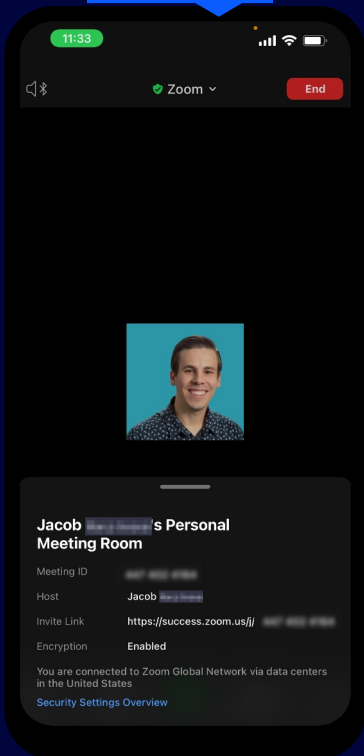 11:33
Zoom
End
Jacob 's Personal
Meeting Room
Meeting ID
Host Jacob
Invite Link https://success.zoom.us/j/
Encryption Enabled
You are connected to Zoom Global Network via data centers
in the United States
Security Settings Overview